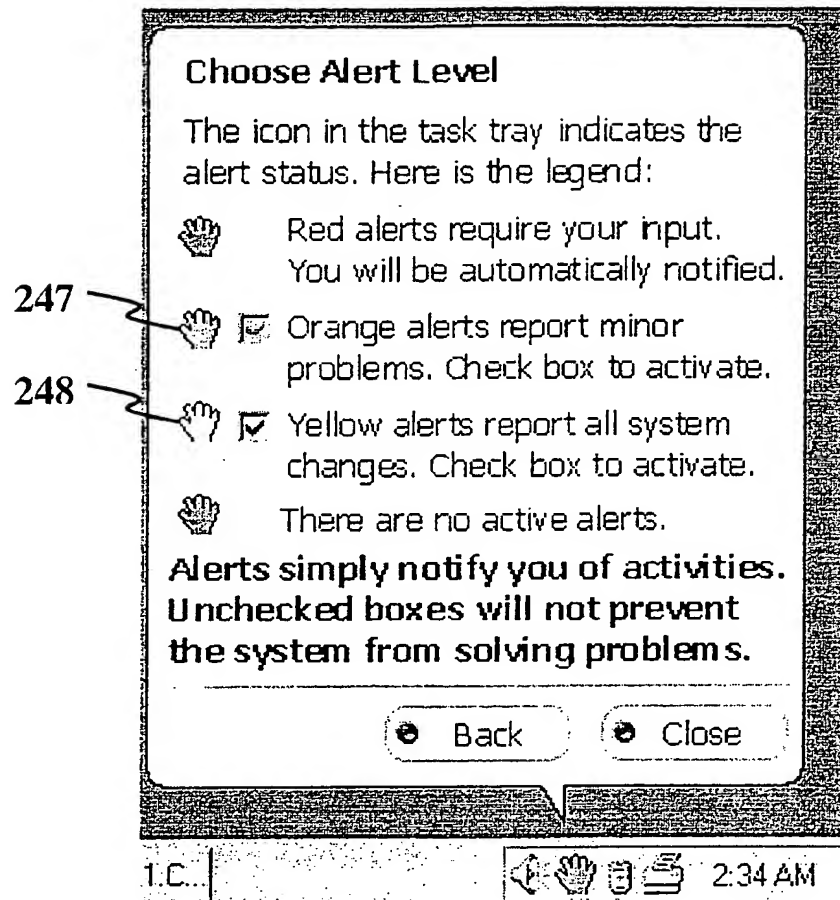 Choose Alert Level
The icon in the task tray indicates the
alert status. Here is the legend:
Red alerts require your input.
You will be automatically notified.
247
Orange alerts report minor
problems. Check box to activate.
248
Yellow alerts report all system
changes. Check box to activate.
There are no active alerts.
Alerts simply notify you of activities.
Unchecked boxes will not prevent
the system from solving problems.
Back
Close
1.C...
2:34 AM